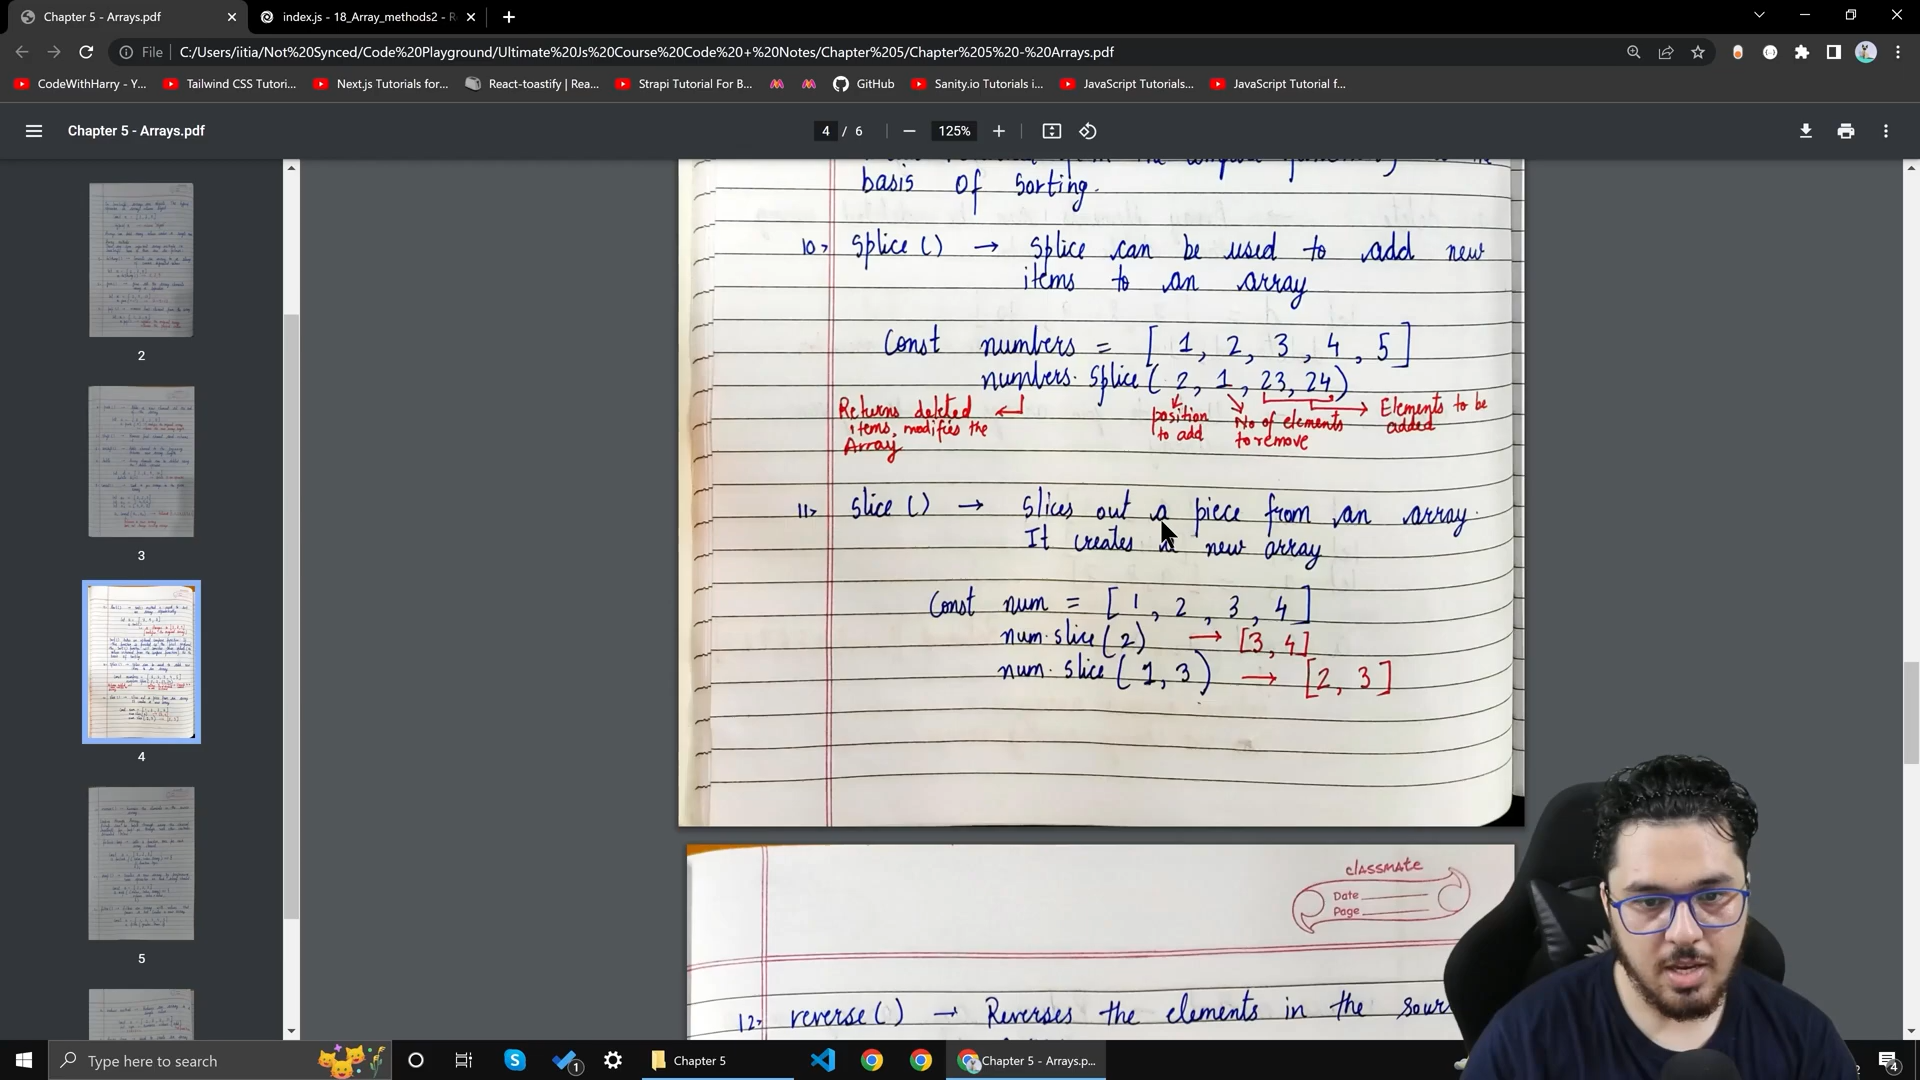 Chapter 5 - Arrays.pdf
index.js - 18_Array_methods2 - R
File
C:/Users/iitia/Not%20Synced/Code%20Playground/Ultimate%20Js%20Course%20Code%20+%20Notes/Chapter%205/Chapter%205%20-%20Arrays.pdf
CodeWithHarry - Y...
Tailwind CSS Tutori...
Next.js Tutorials for...
React-toastify | Rea...
Strapi Tutorial For B...
GitHub
Sanity.io Tutorials i...
JavaScript Tutorials...
JavaScript Tutorial f...
Chapter 5 - Arrays.pdf
4 / 6
125%
2
3
4
5
basis of sorting.
10> splice () → splice can be used to add new
items to an array
Const numbers = [ 1, 2, 3, 4, 5 ]
numbers. splice ( 2, 1, 23, 24)
Returns deleted
items, modifies the
Array
position
to add
No of elements
to remove
Elements to be
added
11> slice () → slices out a piece from an array.
It creates a new array
Const num = [ 1, 2, 3, 4 ]
num.slice (2) → [3, 4]
num. slice ( 1, 3 ) → [2, 3 ]
classmate
Date
Page
12> reverse () → Reverses the elements in the sour
Type here to search
1
Chapter 5
Chapter 5 - Arrays.p...
4